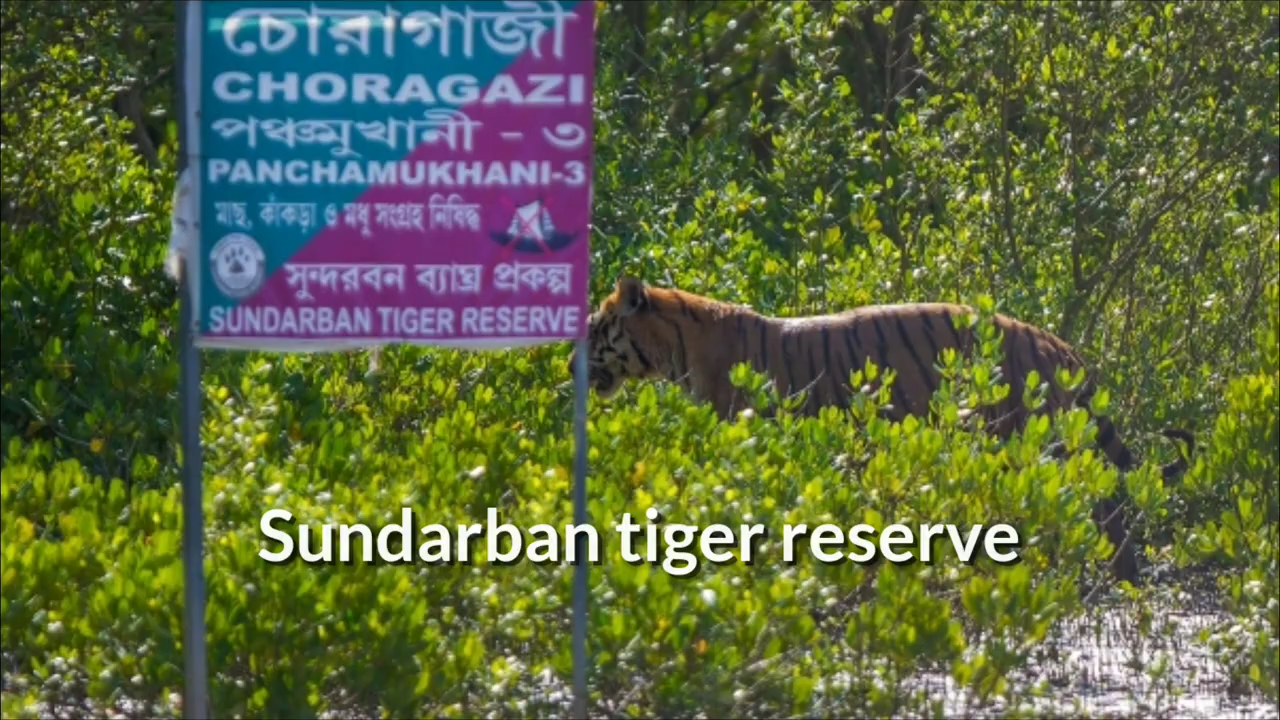 চোরাগাজী
CHORAGAZI
পঞ্চমুখানী - ৩
PANCHAMUKHANI-3
মাছ, কাঁকড়া ও মধু সংগ্রহ নিষিদ্ধ
সুন্দরবন ব্যাঘ্র প্রকল্প
SUNDARBAN TIGER RESERVE
Sundarban tiger reserve